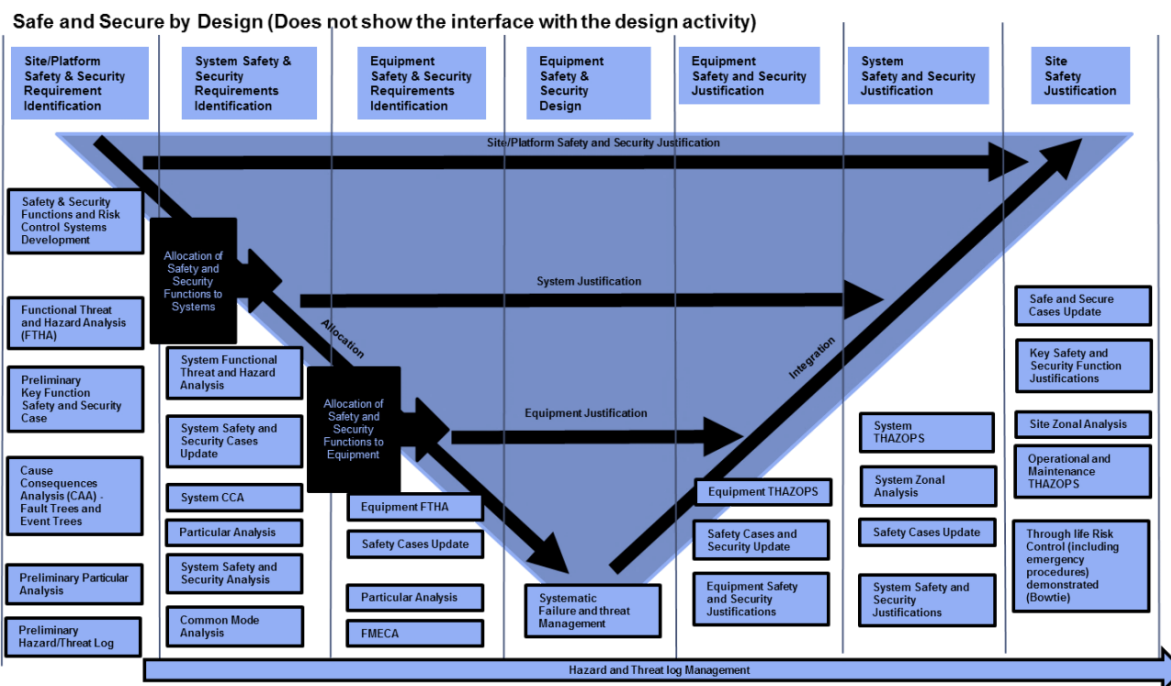 Safe and Secure by Design (Does not show the interface with the design activity)
Site/Platform
Safety & Security
Requirement
Identification
System Safety &
Security
Requirements
Identification
Equipment
Safety & Security
Requirements
Identification
Equipment
Safety &
Security
Design
Equipment
Safety and Security
Justification
System
Safety and Security
Justification
Site
Safety
Justification
Site/Platform Safety and Security Justification
System Justification
Equipment Justification
Allocation
Integration
Allocation of
Safety and
Security
Functions to
Systems
Allocation of
Safety and
Security
Functions to
Equipment
Safety & Security
Functions and Risk
Control Systems
Development
Functional Threat
and Hazard Analysis
(FTHA)
Preliminary
Key Function
Safety and Security
Case
Cause
Consequences
Analysis (CAA) -
Fault Trees and
Event Trees
Preliminary Particular
Analysis
Preliminary
Hazard/Threat Log
System Functional
Threat and Hazard
Analysis
System Safety and
Security Cases
Update
System CCA
Particular Analysis
System Safety and
Security Analysis
Common Mode
Analysis
Equipment FTHA
Safety Cases Update
Particular Analysis
FMECA
Systematic
Failure and threat
Management
Equipment THAZOPS
Safety Cases and
Security Update
Equipment Safety
and Security
Justifications
System
THAZOPS
System Zonal
Analysis
Safety Cases Update
System Safety and
Security
Justifications
Safe and Secure
Cases Update
Key Safety and
Security Function
Justifications
Site Zonal Analysis
Operational and
Maintenance
THAZOPS
Through life Risk
Control (including
emergency
procedures)
demonstrated
(Bowtie)
Hazard and Threat log Management